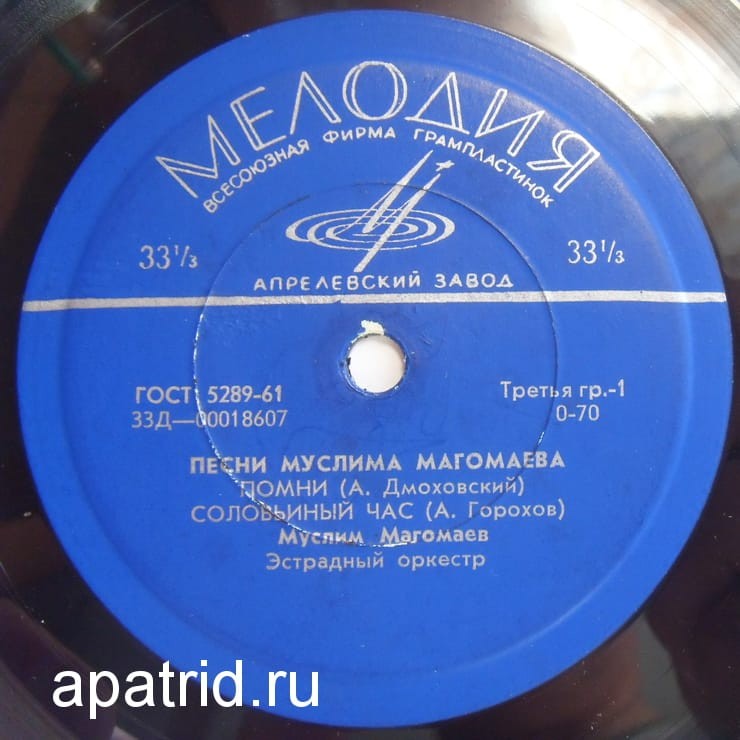 МЕЛОДИЯ
ВСЕСОЮЗНАЯ ФИРМА ГРАМПЛАСТИНОК
33⅓ 33⅓
АПРЕЛЕВСКИЙ ЗАВОД
ГОСТ 5289-61 Третья гр.-1
33Д—00018607 0-70
ПЕСНИ МУСЛИМА МАГОМАЕВА
ПОМНИ (А. Дмоховский)
СОЛОВЬИНЫЙ ЧАС (А. Горохов)
Муслим Магомаев
Эстрадный оркестр
apatrid.ru